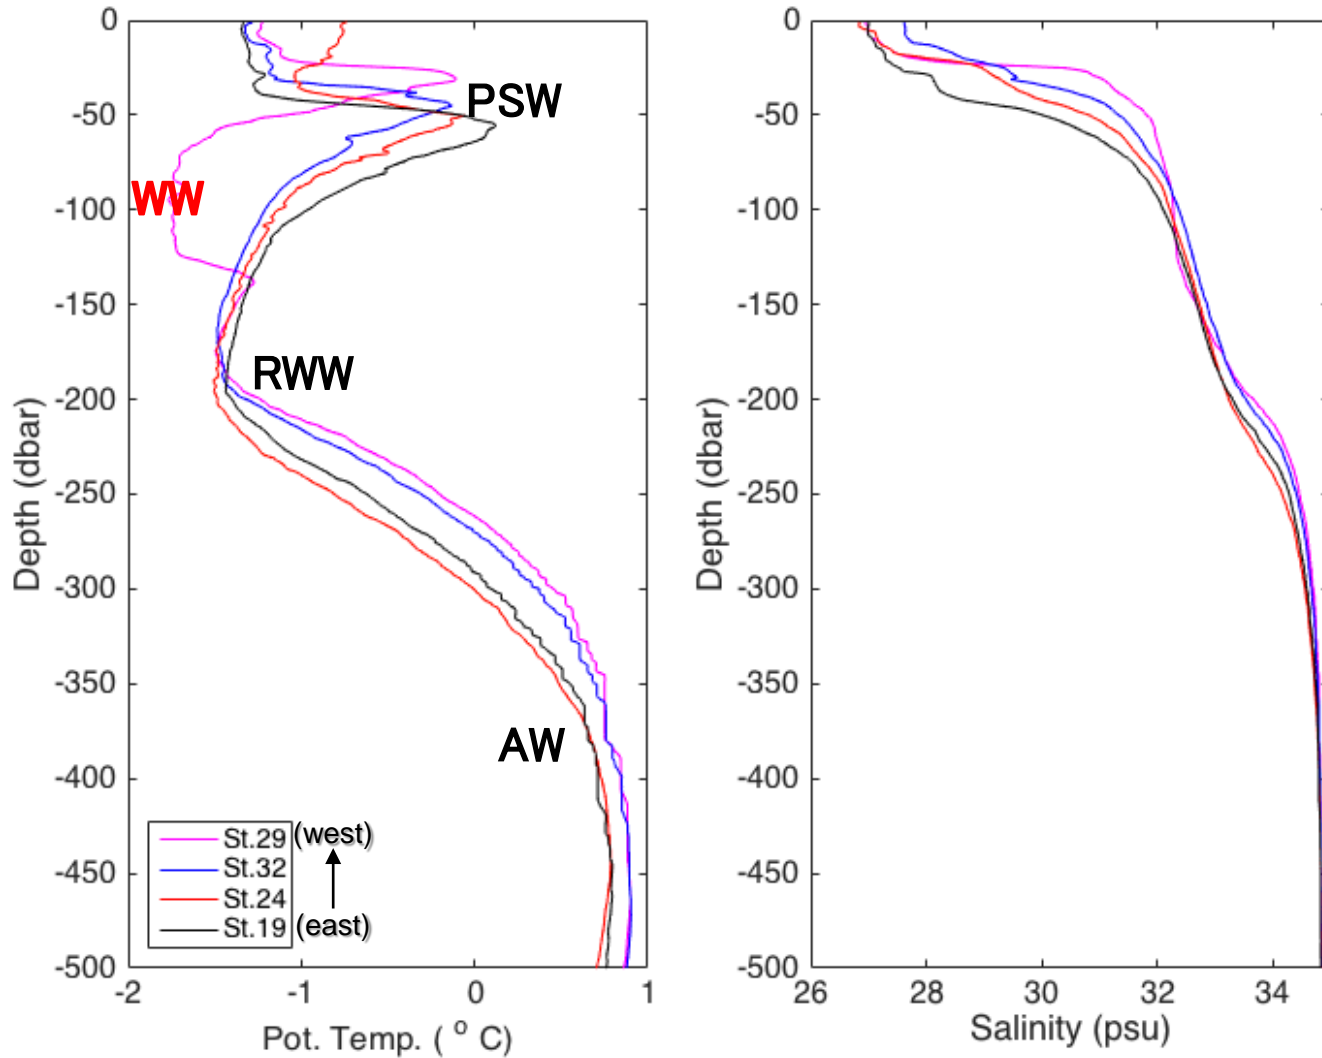 0
-50
-100
-150
-200
-250
-300
-350
-400
-450
-500
Depth (dbar)
-2
-1
0
1
Pot. Temp. ( ° C)
PSW
WW
RWW
AW
St.29 (west)
St.32
St.24
St.19 (east)
0
-50
-100
-150
-200
-250
-300
-350
-400
-450
-500
Depth (dbar)
26
28
30
32
34
Salinity (psu)